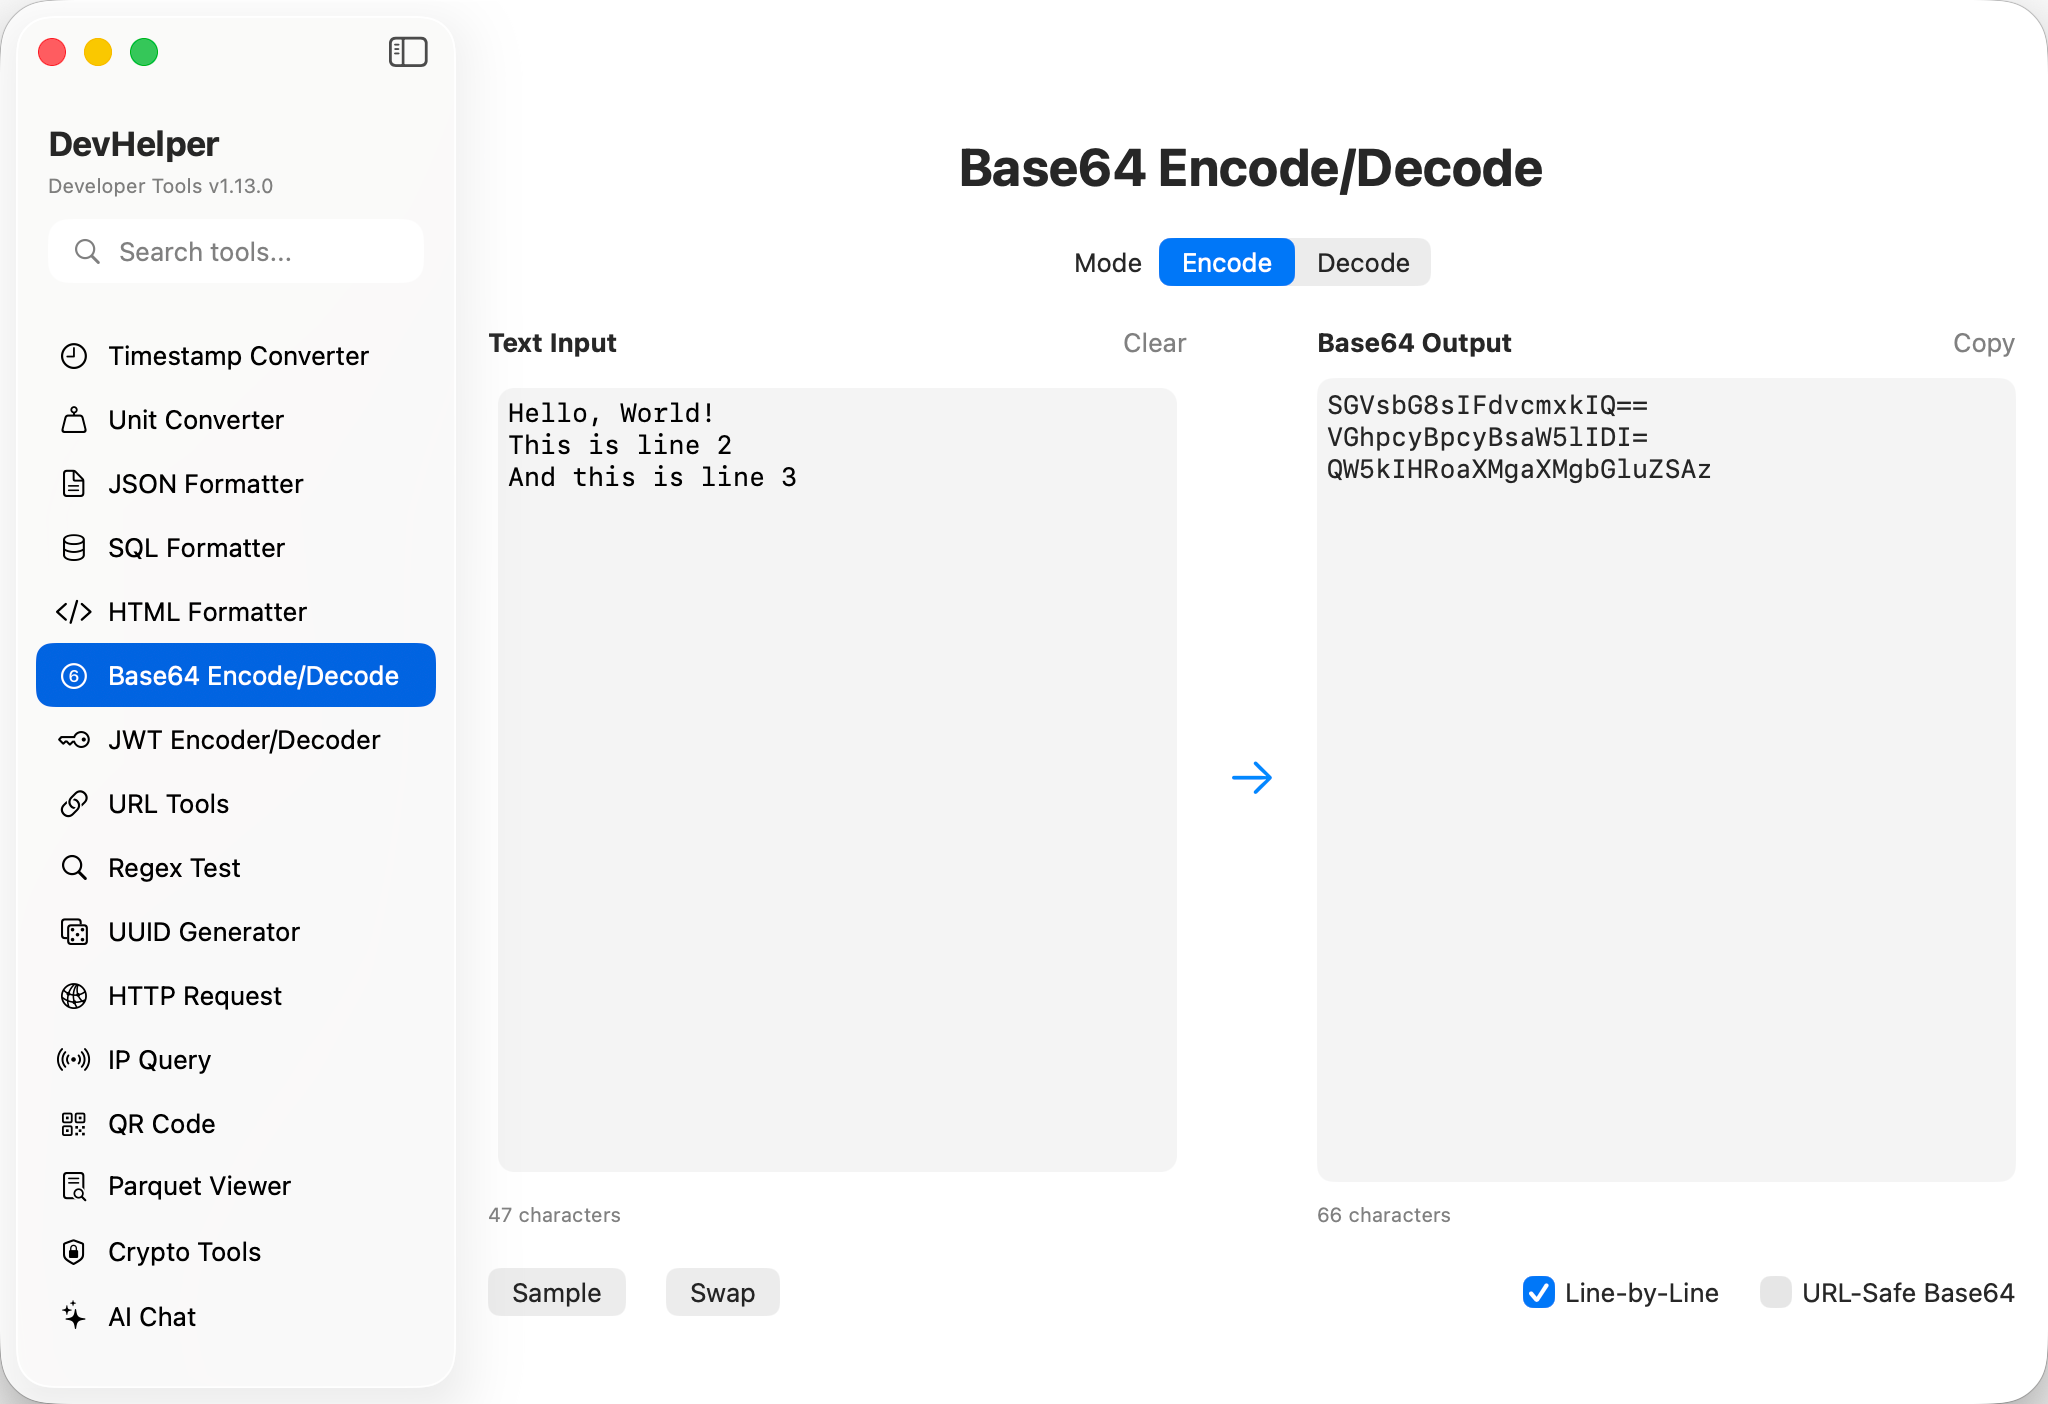 DevHelper
Developer Tools v1.13.0
Search tools...
Timestamp Converter
Unit Converter
JSON Formatter
SQL Formatter
HTML Formatter
6 Base64 Encode/Decode
JWT Encoder/Decoder
URL Tools
Regex Test
UUID Generator
HTTP Request
IP Query
QR Code
Parquet Viewer
Crypto Tools
AI Chat
Base64 Encode/Decode
Mode Encode Decode
Text Input Clear
Hello, World!
This is line 2
And this is line 3
47 characters
Sample Swap
Base64 Output Copy
SGVsbG8sIFdvcmxkIQ==
VGhpcyBpcyBsaW5lIDI=
QW5kIHRoaXMgaXMgbGluZSAz
66 characters
Line-by-Line URL-Safe Base64